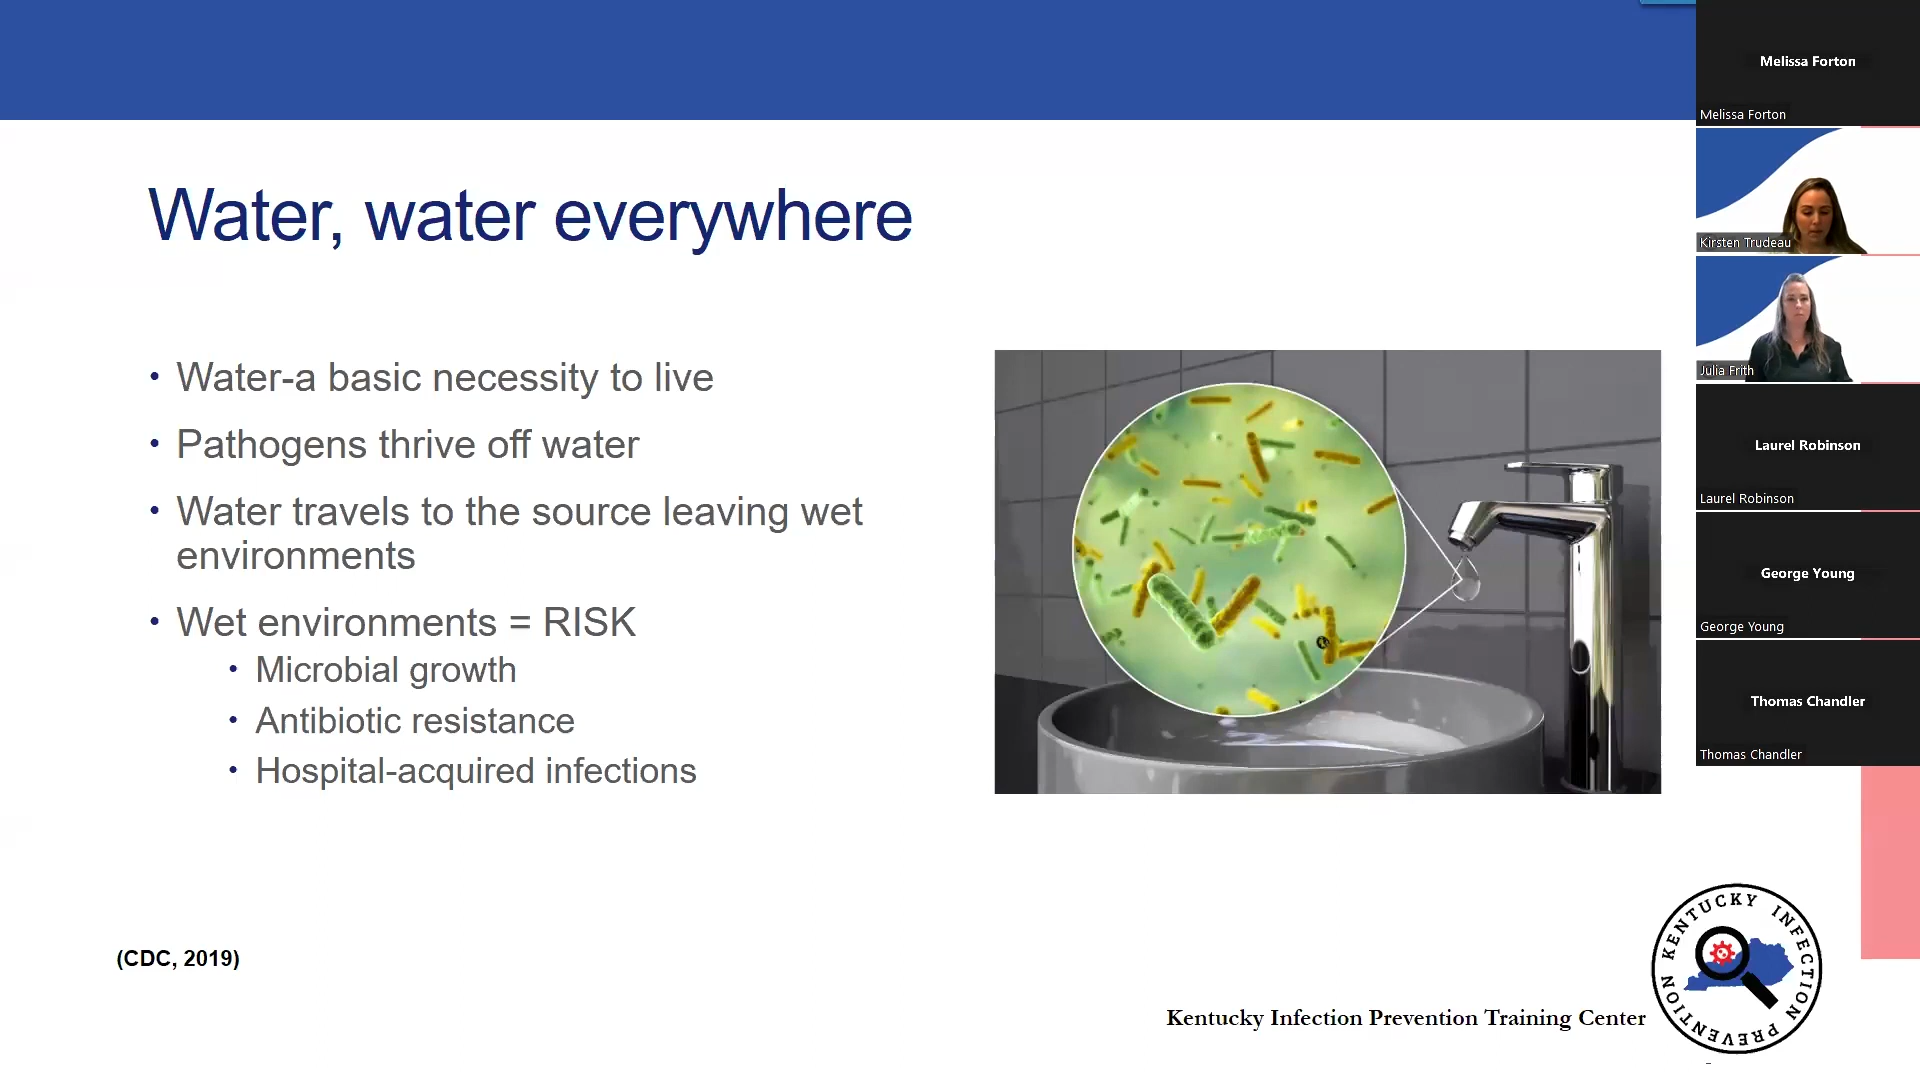 Water, water everywhere
• Water-a basic necessity to live
• Pathogens thrive off water
• Water travels to the source leaving wet
environments
• Wet environments = RISK
• Microbial growth
• Antibiotic resistance
• Hospital-acquired infections
(CDC, 2019)
Kentucky Infection Prevention Training Center
KENTUCKY INFECTION PREVENTION
Melissa Forton
Melissa Forton
Kirsten Trudeau
Julia Frith
Laurel Robinson
Laurel Robinson
George Young
George Young
Thomas Chandler
Thomas Chandler